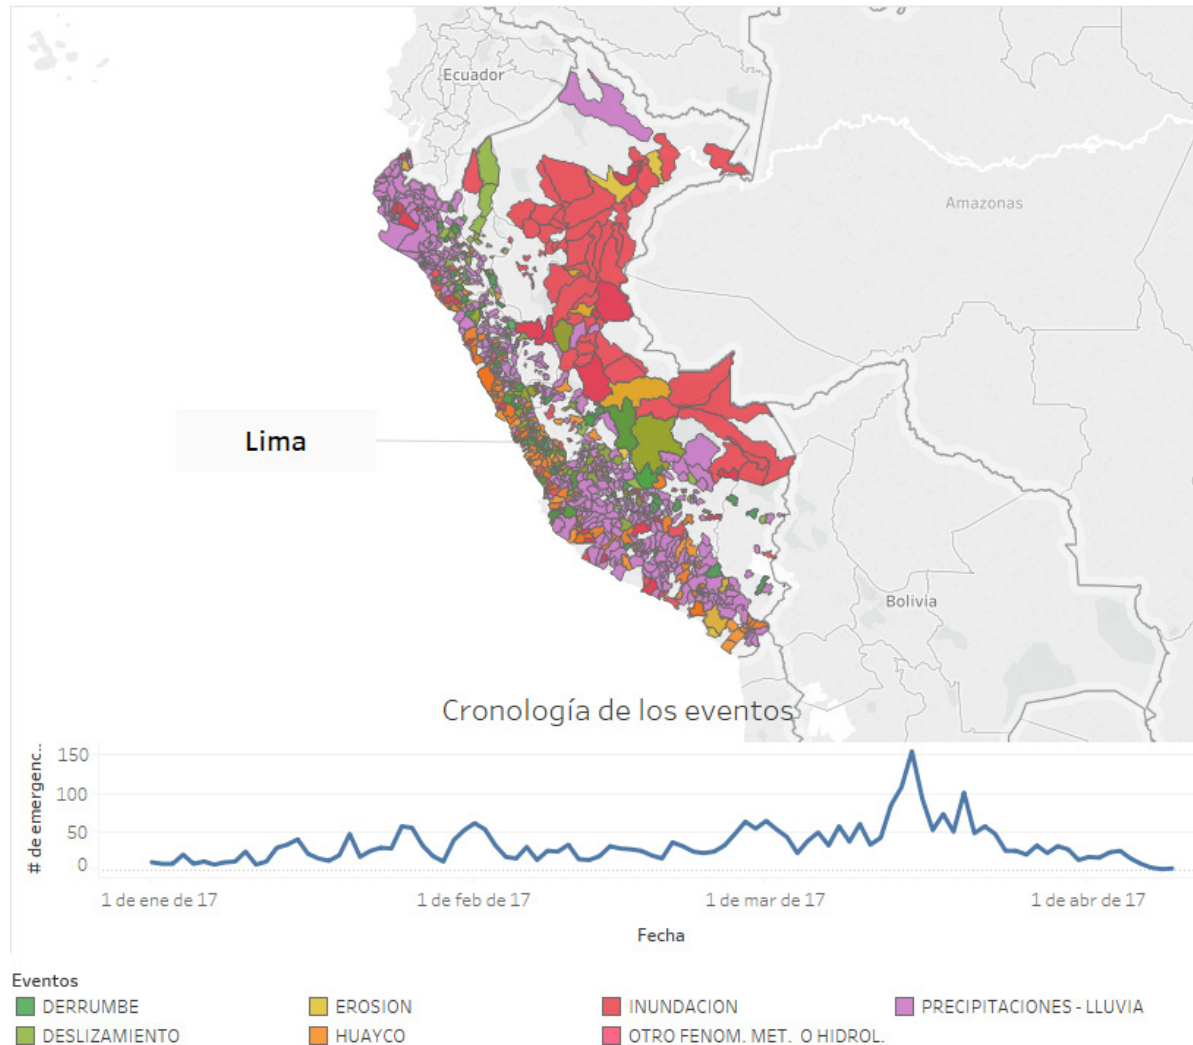 Ecuador
Amazonas
Lima
Bolivia
Cronología de los eventos
# de emergenc..
150
100
50
0
1 de ene de 17 1 de feb de 17 1 de mar de 17 1 de abr de 17
Fecha
Eventos
DERRUMBE EROSION INUNDACION PRECIPITACIONES - LLUVIA
DESLIZAMIENTO HUAYCO OTRO FENOM. MET. O HIDROL.